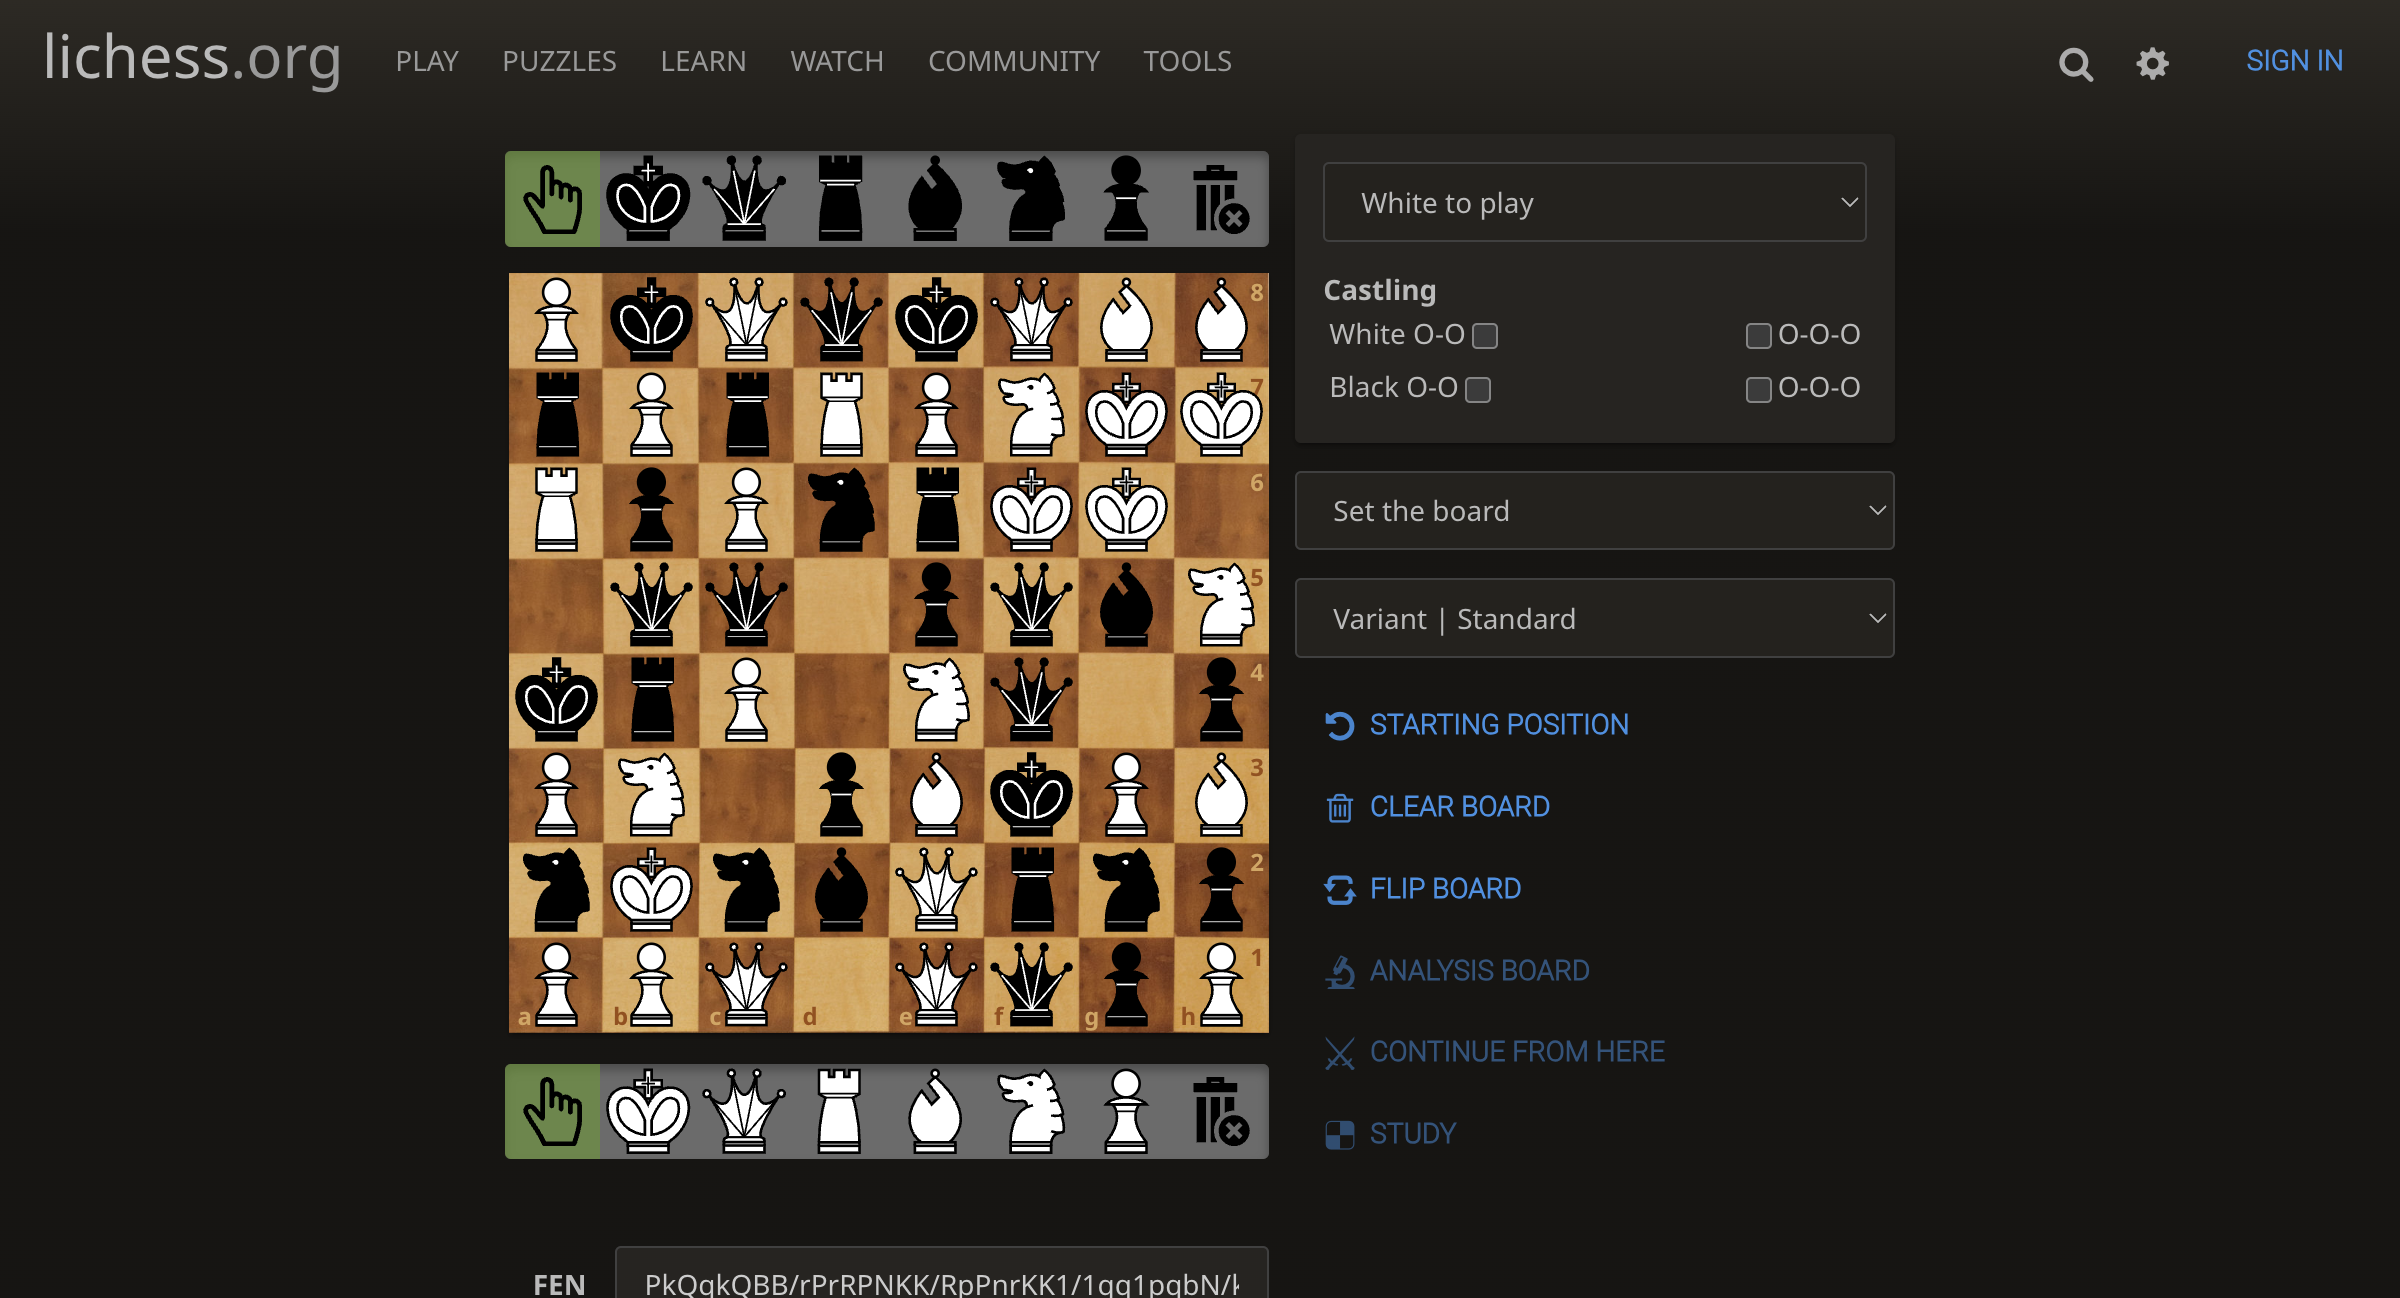 lichess.org PLAY PUZZLES LEARN WATCH COMMUNITY TOOLS SIGN IN
White to play
Castling
White O-O O-O-O
Black O-O O-O-O
Set the board
Variant | Standard
STARTING POSITION
CLEAR BOARD
FLIP BOARD
ANALYSIS BOARD
CONTINUE FROM HERE
STUDY
8
7
6
5
4
3
2
1
a b c d e f g h
FEN PkQqkQBB/rPrRPNKK/RpPnrKK1/1qq1pqbN/k